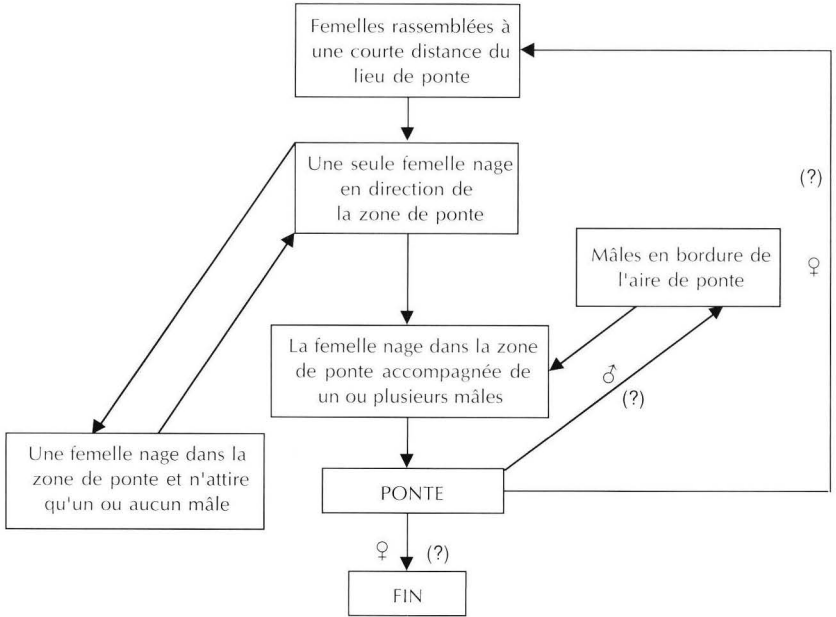 Femelles rassemblées à
une courte distance du
lieu de ponte
Une seule femelle nage
en direction de
la zone de ponte
(?)
♀
Mâles en bordure de
l'aire de ponte
La femelle nage dans la zone
de ponte accompagnée de
un ou plusieurs mâles
♂
(?)
Une femelle nage dans la
zone de ponte et n'attire
qu'un ou aucun mâle
PONTE
♀ (?)
FIN